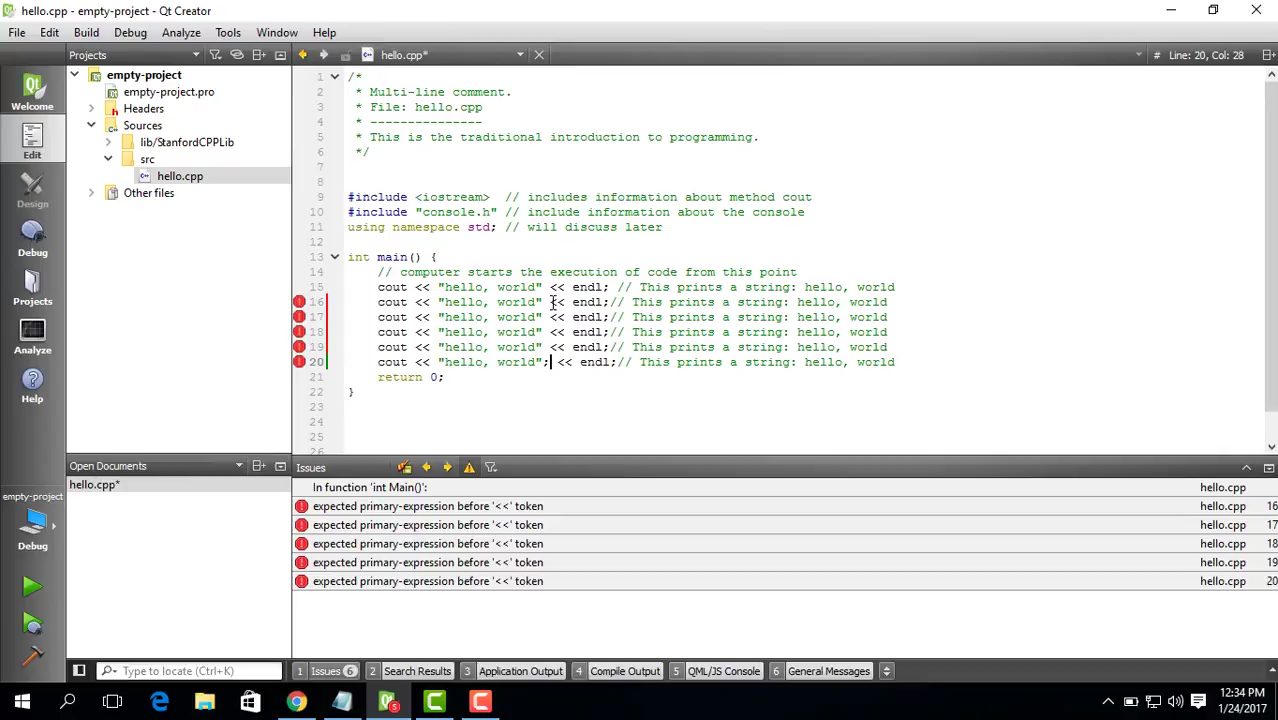 hello.cpp - empty-project - Qt Creator
File Edit Build Debug Analyze Tools Window Help
Projects hello.cpp* # Line: 20, Col: 28
empty-project
empty-project.pro
Headers
Sources
lib/StanfordCPPLib
src
hello.cpp
Other files
Welcome
Edit
Design
Debug
Projects
Analyze
Help
1 /*
2 * Multi-line comment.
3 * File: hello.cpp
4 * ---------------
5 * This is the traditional introduction to programming.
6 */
7
8
9 #include <iostream> // includes information about method cout
10 #include "console.h" // include information about the console
11 using namespace std; // will discuss later
12
13 int main() {
14 // computer starts the execution of code from this point
15 cout << "hello, world" << endl; // This prints a string: hello, world
16 cout << "hello, world" << endl;// This prints a string: hello, world
17 cout << "hello, world" << endl;// This prints a string: hello, world
18 cout << "hello, world" << endl;// This prints a string: hello, world
19 cout << "hello, world" << endl;// This prints a string: hello, world
20 cout << "hello, world"; << endl;// This prints a string: hello, world
21 return 0;
22 }
23
24
25
26
Open Documents
hello.cpp*
empty-project
Debug
Issues
In function 'int Main()': hello.cpp
expected primary-expression before '<<' token hello.cpp 16
expected primary-expression before '<<' token hello.cpp 17
expected primary-expression before '<<' token hello.cpp 18
expected primary-expression before '<<' token hello.cpp 19
expected primary-expression before '<<' token hello.cpp 20
Type to locate (Ctrl+K) 1 Issues 6 2 Search Results 3 Application Output 4 Compile Output 5 QML/JS Console 6 General Messages
5
12:34 PM
1/24/2017